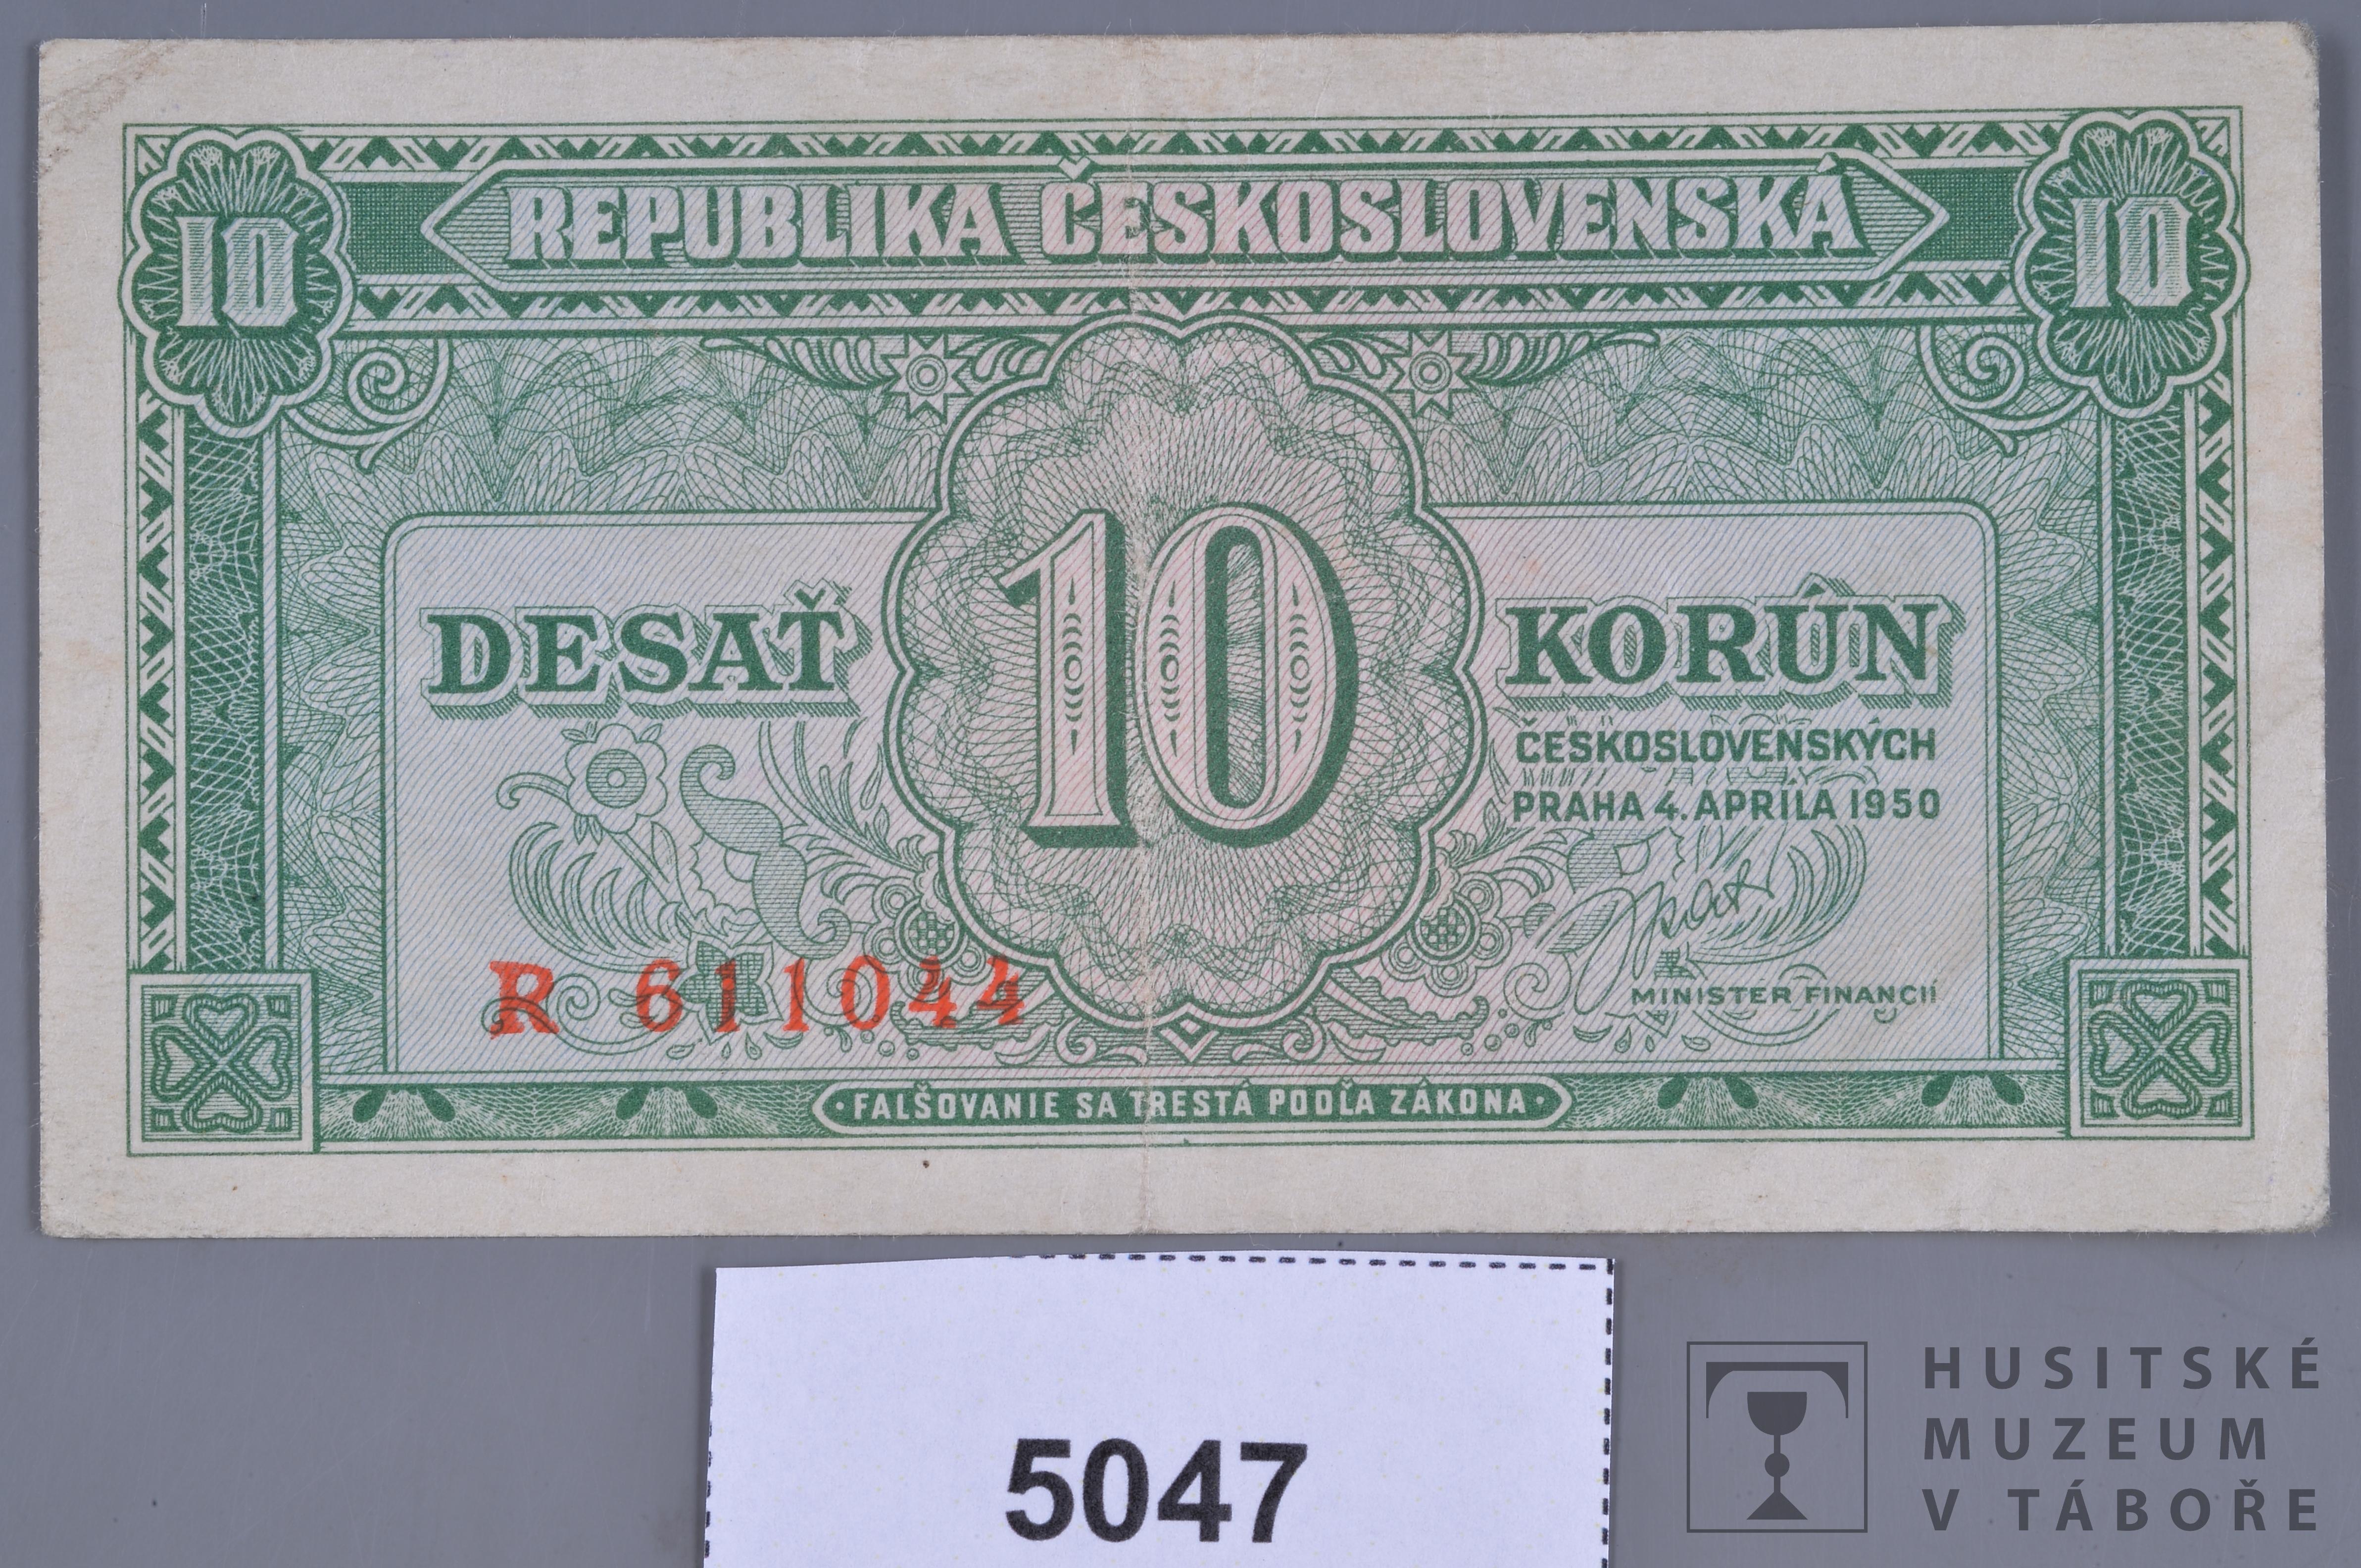 10 REPUBLIKA ČESKOSLOVENSKÁ 10
DESAŤ 10 KORÚN
ČESKOSLOVENSKÝCH
PRAHA 4. APRÍLA 1950
R 611044
MINISTER FINANCIÍ
· FALŠOVANIE SA TRESTÁ PODĽA ZÁKONA ·
5047
HUSITSKÉ
MUZEUM
V TÁBOŘE